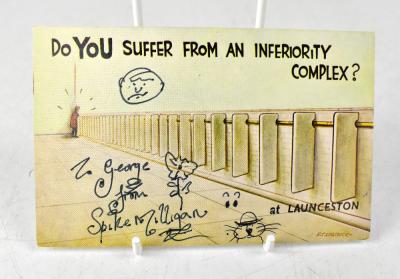 Do YOU SUFFER FROM AN INFERIORITY
COMPLEX?
To George
from
Spike Milligan
at LAUNCESTON